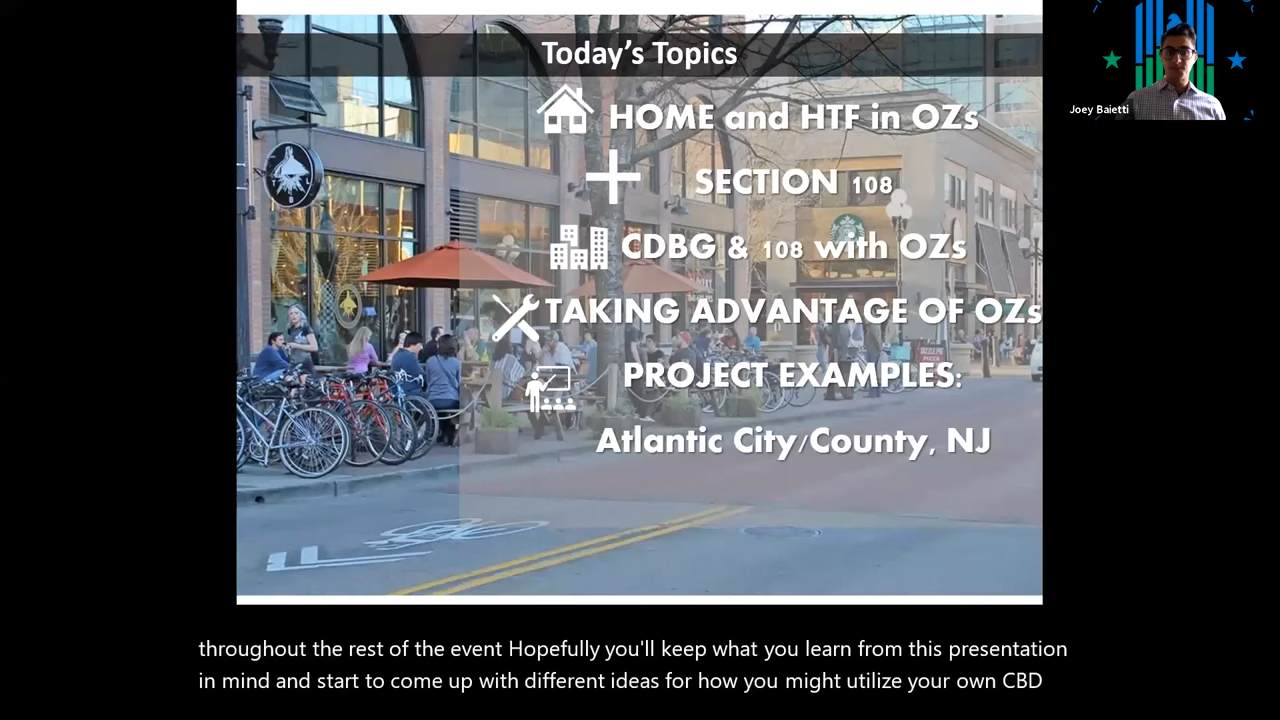 Today's Topics
HOME and HTF in OZs
SECTION 108
CDBG & 108 with OZs
TAKING ADVANTAGE OF OZs
PROJECT EXAMPLES:
Atlantic City/County, NJ
Joey Baietti
throughout the rest of the event Hopefully you'll keep what you learn from this presentation
in mind and start to come up with different ideas for how you might utilize your own CBD